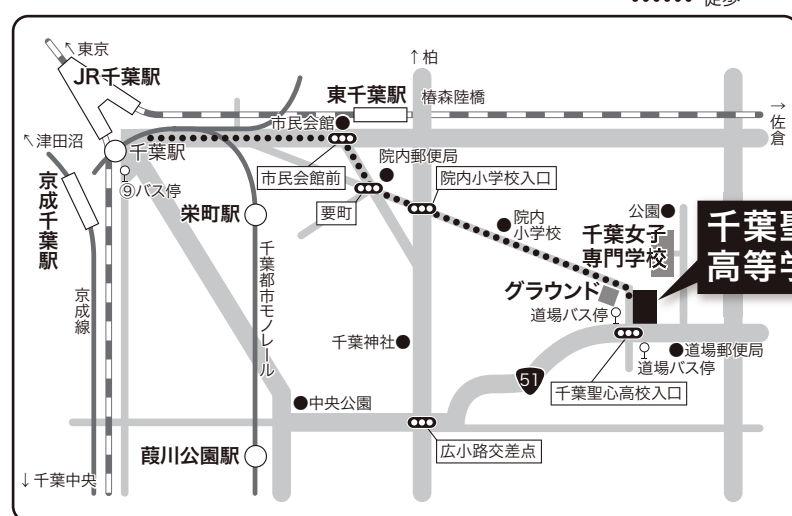 徒歩
↖東京
JR千葉駅
↑柏
東千葉駅
椿森陸橋
→
佐倉
市民会館
↖津田沼
千葉駅
院内郵便局
市民会館前
院内小学校入口
⑨バス停
京成千葉駅
要町
栄町駅
院内
小学校
公園
千葉女子
専門学校
千葉聖
高等学
グラウンド
道場バス停
京成線
千葉都市モノレール
千葉神社
道場郵便局
道場バス停
51
千葉聖心高校入口
中央公園
広小路交差点
葭川公園駅
↓千葉中央